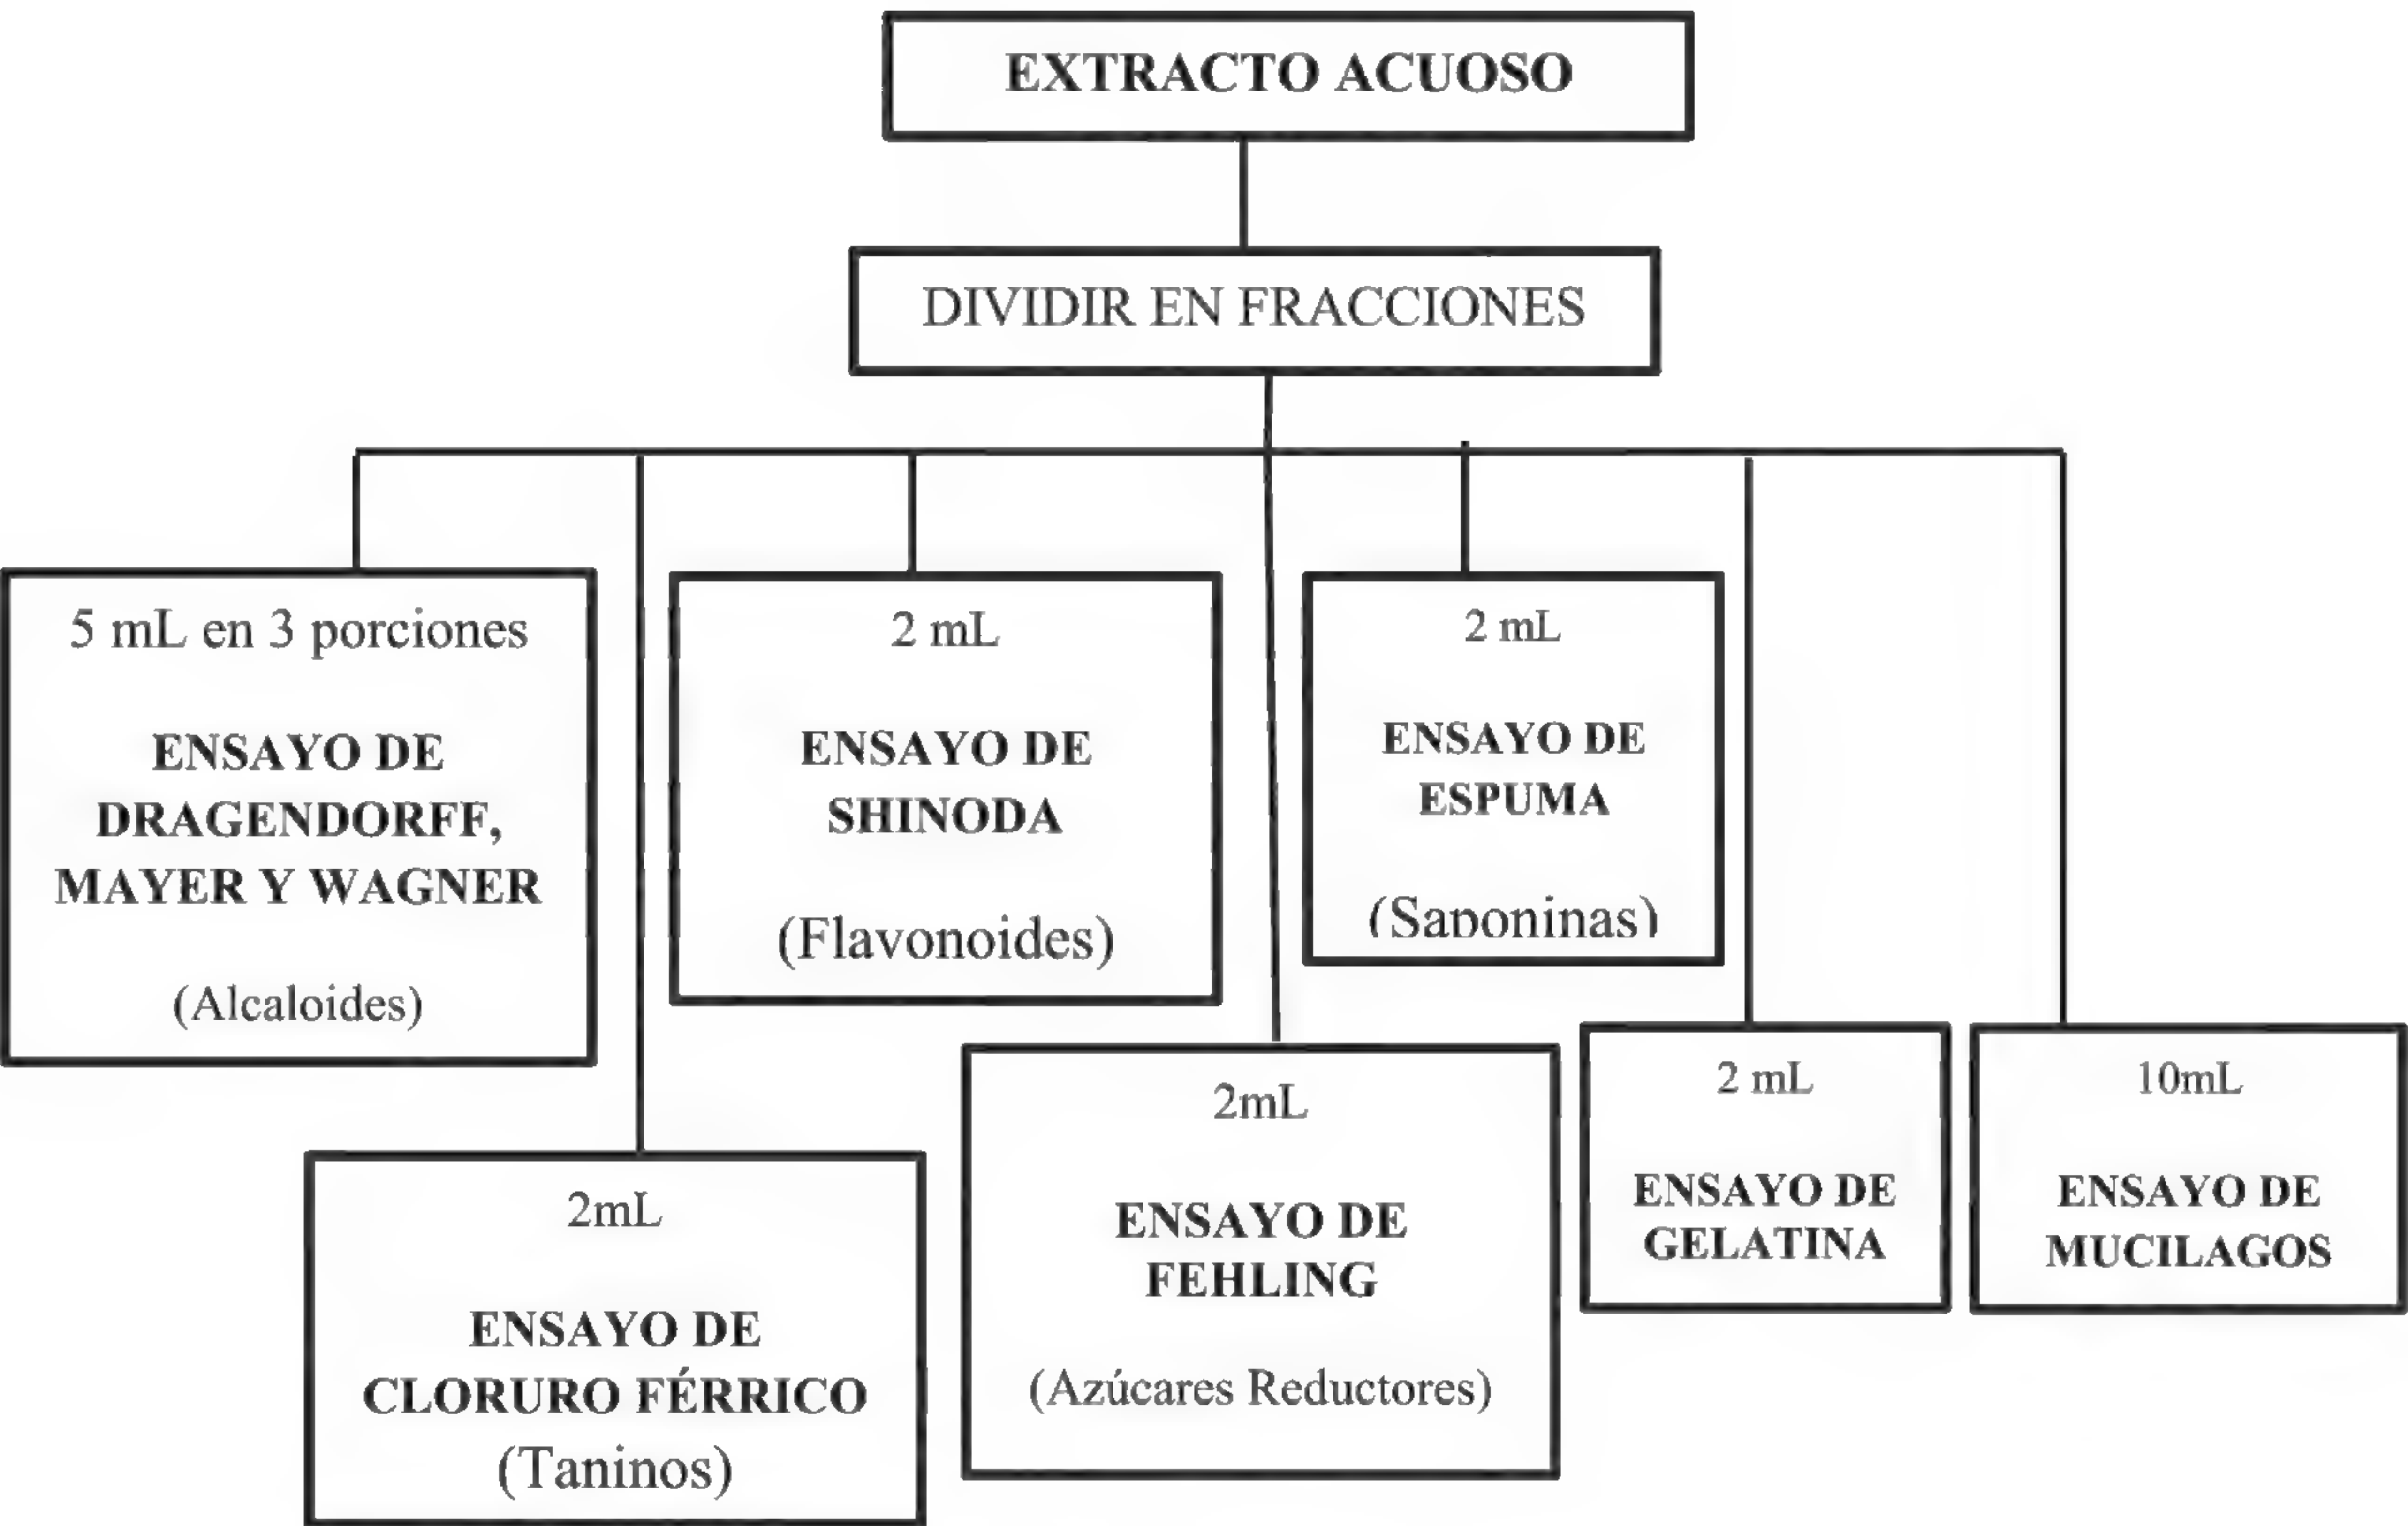 EXTRACTO ACUOSO
DIVIDIR EN FRACCIONES
5 mL en 3 porciones
ENSAYO DE
DRAGENDORFF,
MAYER Y WAGNER
(Alcaloides)
2 mL
ENSAYO DE
SHINODA
(Flavonoides)
2 mL
ENSAYO DE
ESPUMA
(Saponinas)
2mL
ENSAYO DE
CLORURO FÉRRICO
(Taninos)
2mL
ENSAYO DE
FEHLING
(Azúcares Reductores)
2 mL
ENSAYO DE
GELATINA
10mL
ENSAYO DE
MUCILAGOS